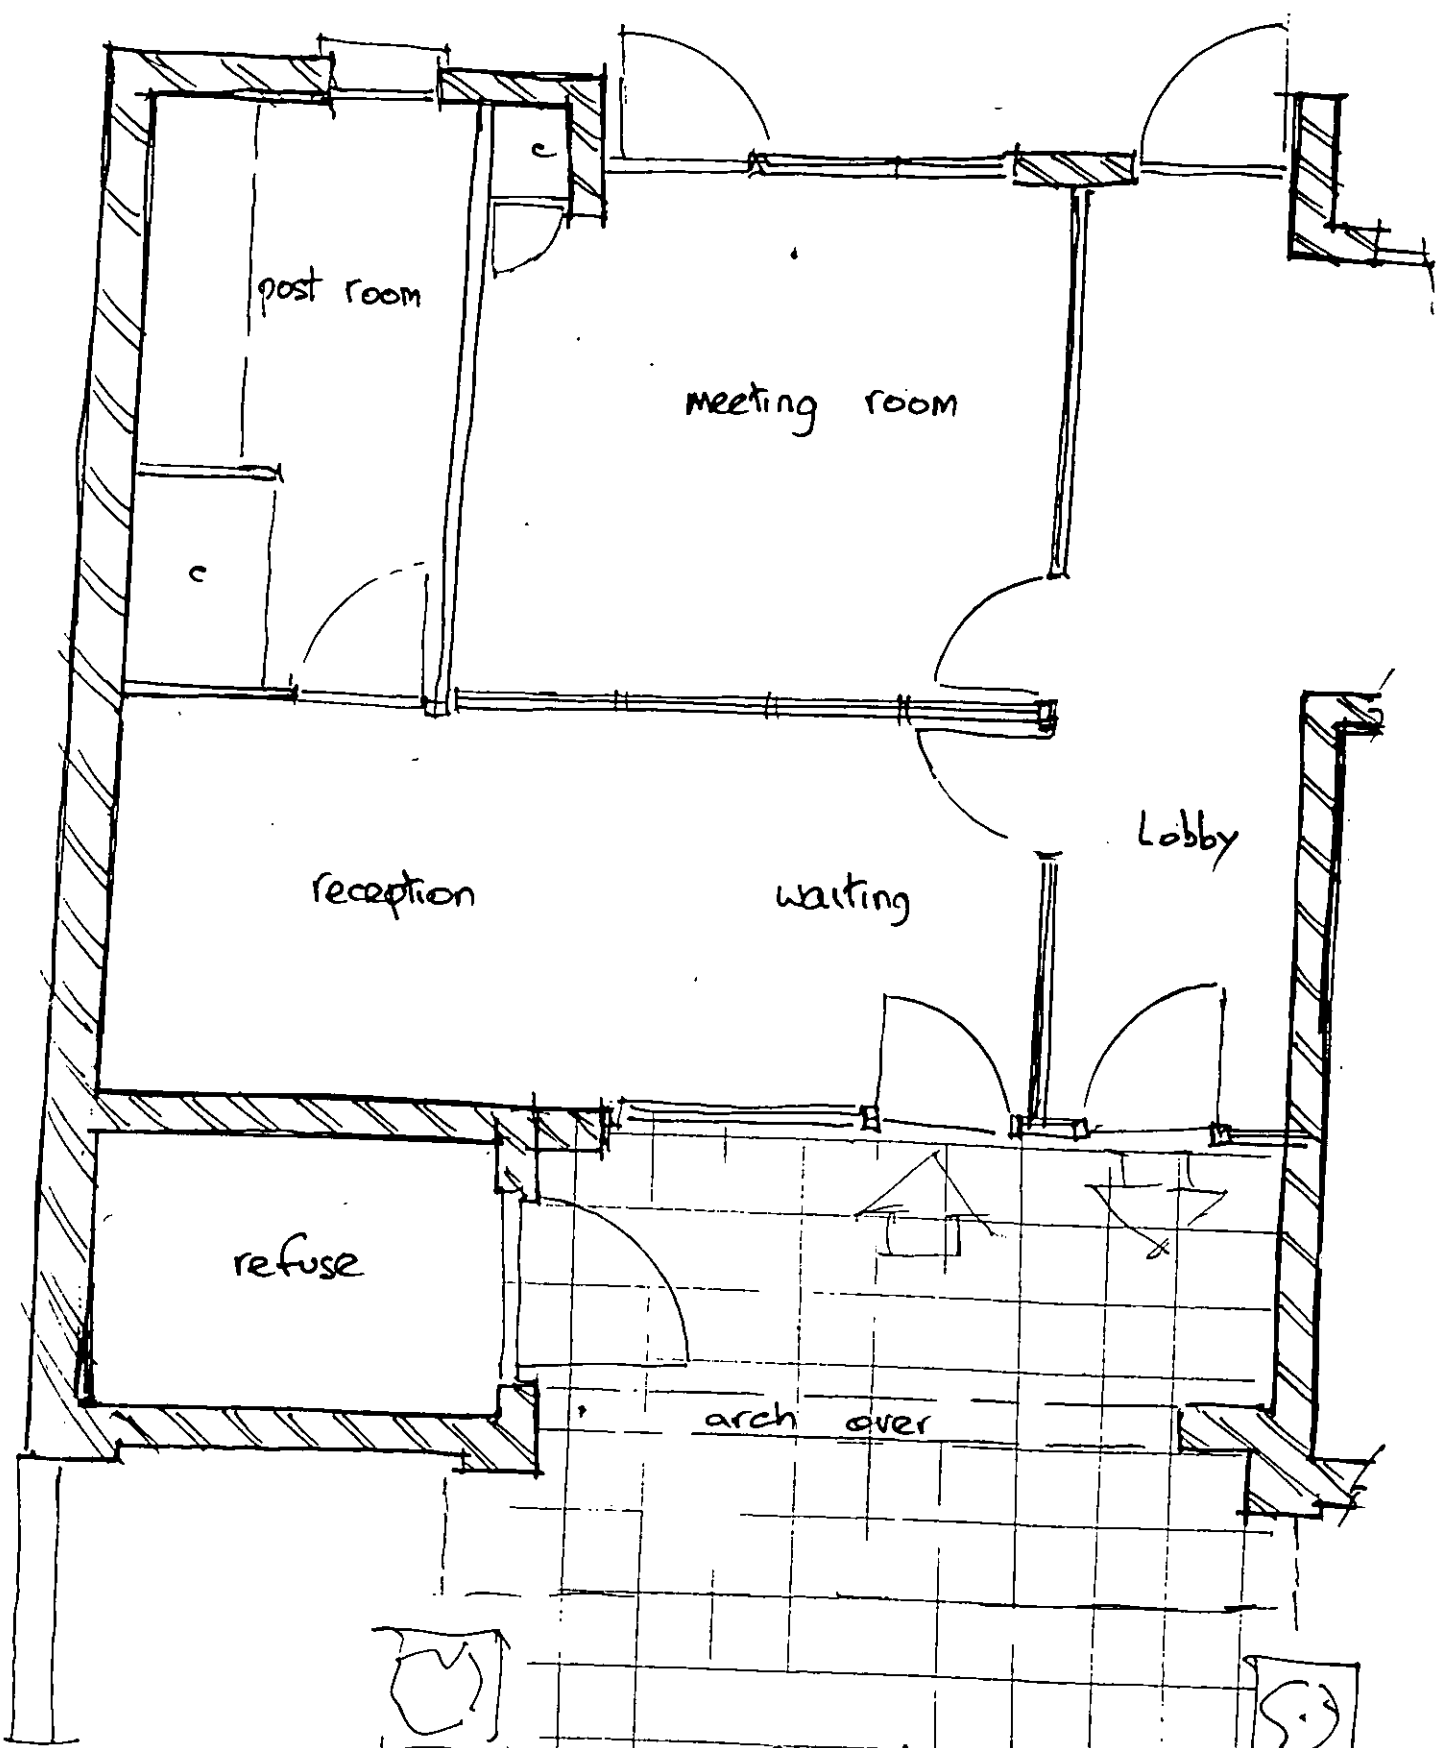 c
post room
meeting room
c
Lobby
reception
waiting
refuse
arch over